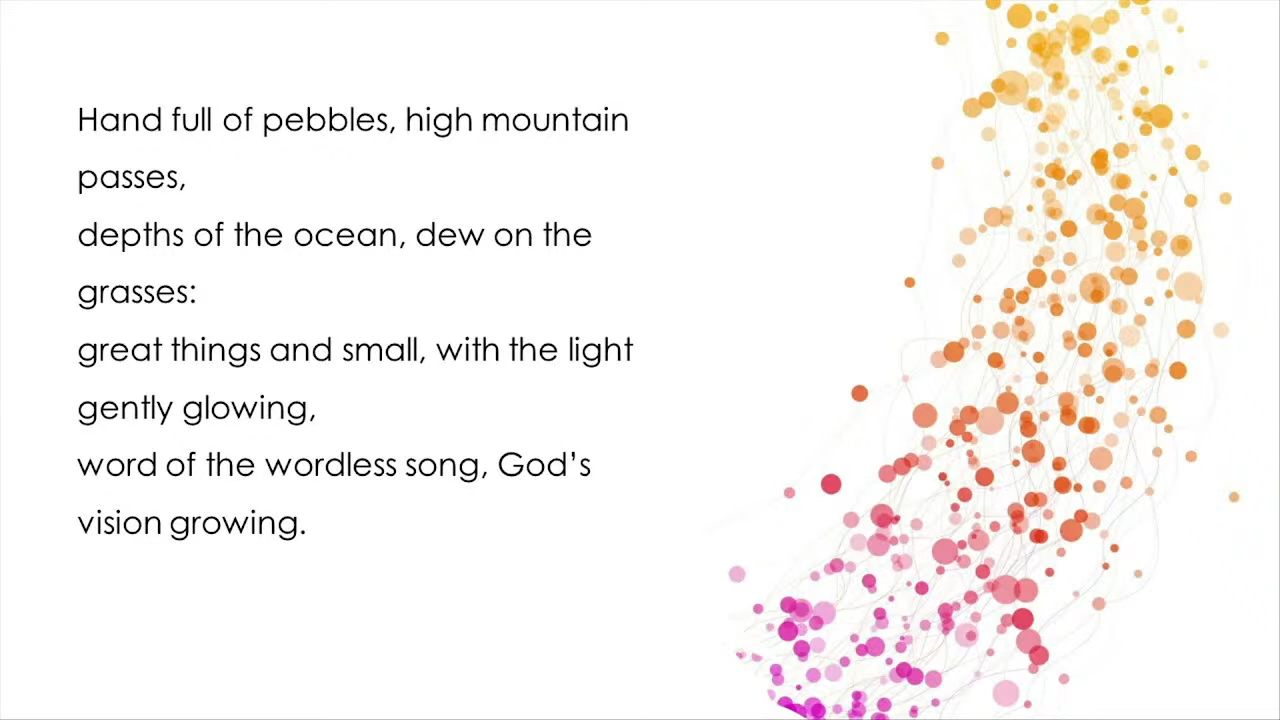 Hand full of pebbles, high mountain
passes,
depths of the ocean, dew on the
grasses:
great things and small, with the light
gently glowing,
word of the wordless song, God’s
vision growing.